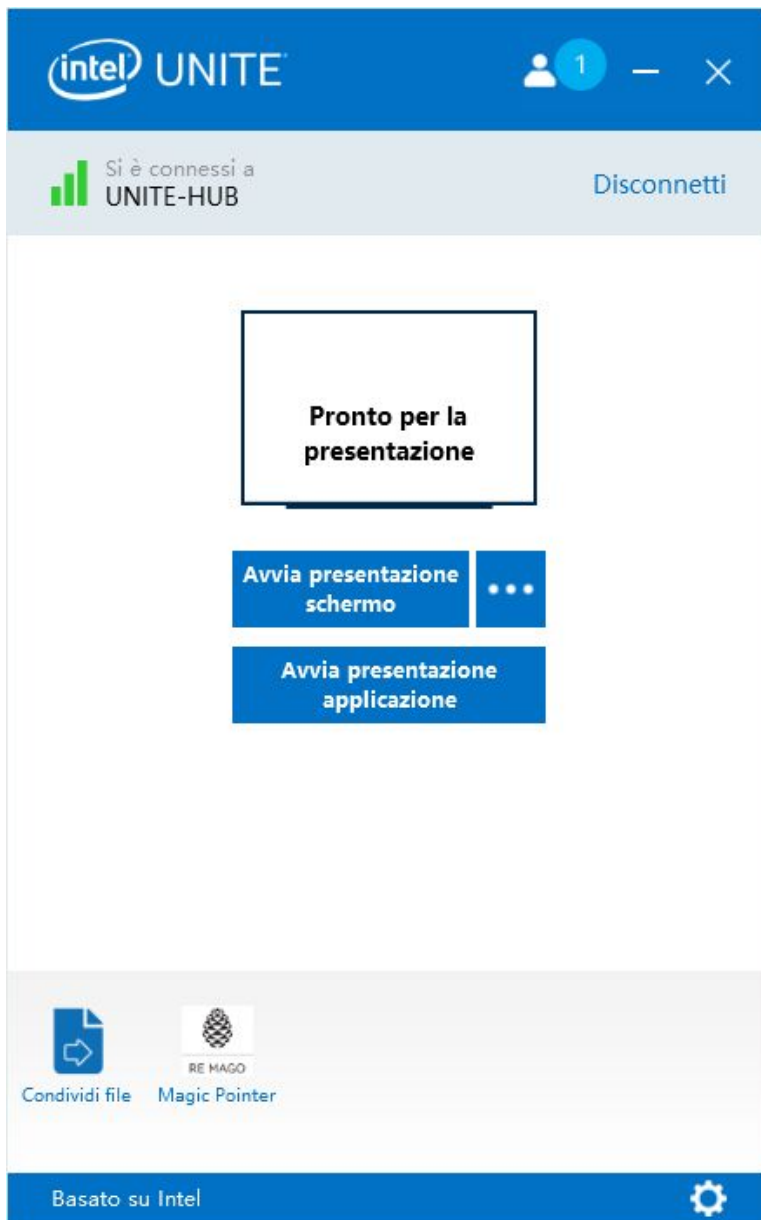 intel UNITE
1
Si è connessi a
UNITE-HUB
Disconnetti
Pronto per la
presentazione
Avvia presentazione
schermo
Avvia presentazione
applicazione
RE MAGO
Condividi file
Magic Pointer
Basato su Intel